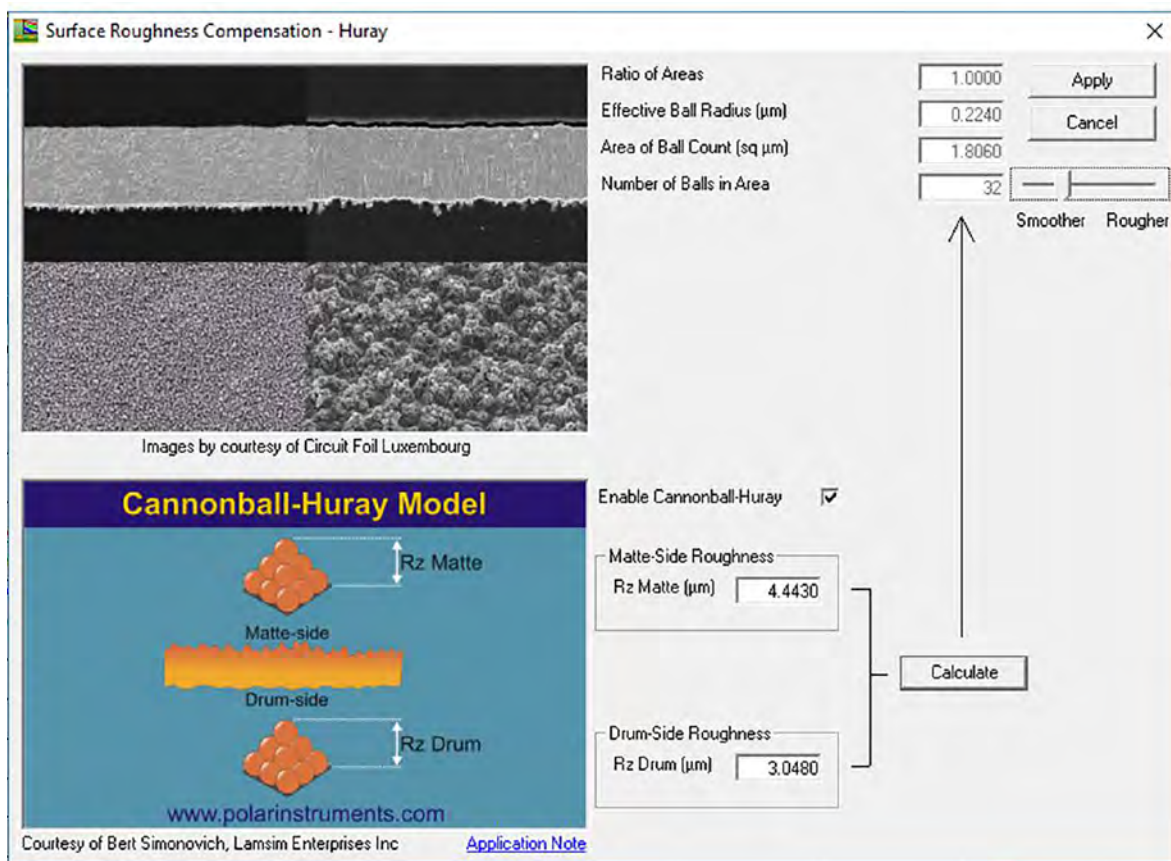 Surface Roughness Compensation - Huray
Ratio of Areas 1.0000 Apply
Effective Ball Radius (μm) 0.2240 Cancel
Area of Ball Count (sq μm) 1.8060
Number of Balls in Area 32
Smoother Rougher
Images by courtesy of Circuit Foil Luxembourg
Cannonball-Huray Model
Rz Matte
Matte-side
Drum-side
Rz Drum
www.polarinstruments.com
Courtesy of Bert Simonovich, Lamsim Enterprises Inc Application Note
Enable Cannonball-Huray
Matte-Side Roughness
Rz Matte (μm) 4.4430
Calculate
Drum-Side Roughness
Rz Drum (μm) 3.0480